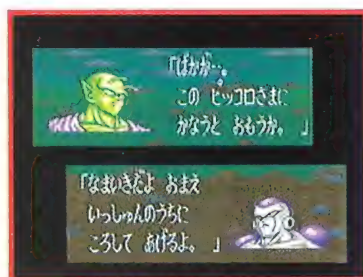 「ばかが…。
この ピッコロさまに
かなうと おもうか。 」
「なまいきだよ おまえ
いっしゅんのうちに
ころして あげるよ。 」